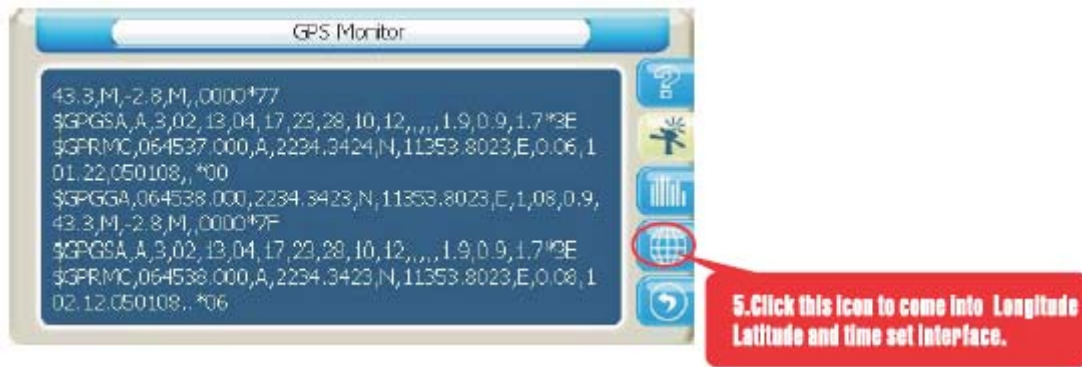 GPS Monitor
43.3,M,-2.8,M,,0000*77
$GPGSA,A,3,02,13,04,17,23,28,10,12,,,,,1.9,0.9,1.7*3E
$GPRMC,064537.000,A,2234.3424,N,11353.8023,E,0.06,1
01.22,050108,,*00
$GPGGA,064538.000,2234.3423,N,11353.8023,E,1,08,0.9,
43.3,M,-2.8,M,,0000*7F
$GPGSA,A,3,02,13,04,17,23,28,10,12,,,,,1.9,0.9,1.7*3E
$GPRMC,064538.000,A,2234.3423,N,11353.8023,E,0.08,1
02.12,050108,,*06
5.Click this icon to come into Longitude
Latitude and time set interface.